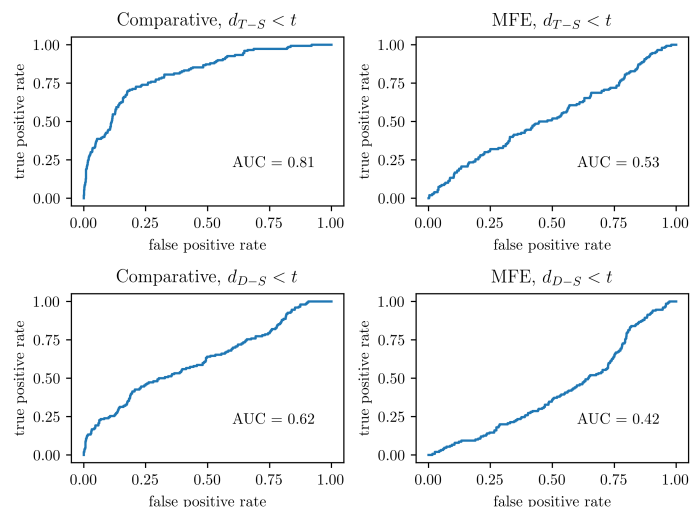 Comparative, d_{T−S} < t
1.00
0.75
0.50
0.25
0.00
true positive rate
AUC = 0.81
0.00 0.25 0.50 0.75 1.00
false positive rate
MFE, d_{T−S} < t
1.00
0.75
0.50
0.25
0.00
true positive rate
AUC = 0.53
0.00 0.25 0.50 0.75 1.00
false positive rate
Comparative, d_{D−S} < t
1.00
0.75
0.50
0.25
0.00
true positive rate
AUC = 0.62
0.00 0.25 0.50 0.75 1.00
false positive rate
MFE, d_{D−S} < t
1.00
0.75
0.50
0.25
0.00
true positive rate
AUC = 0.42
0.00 0.25 0.50 0.75 1.00
false positive rate